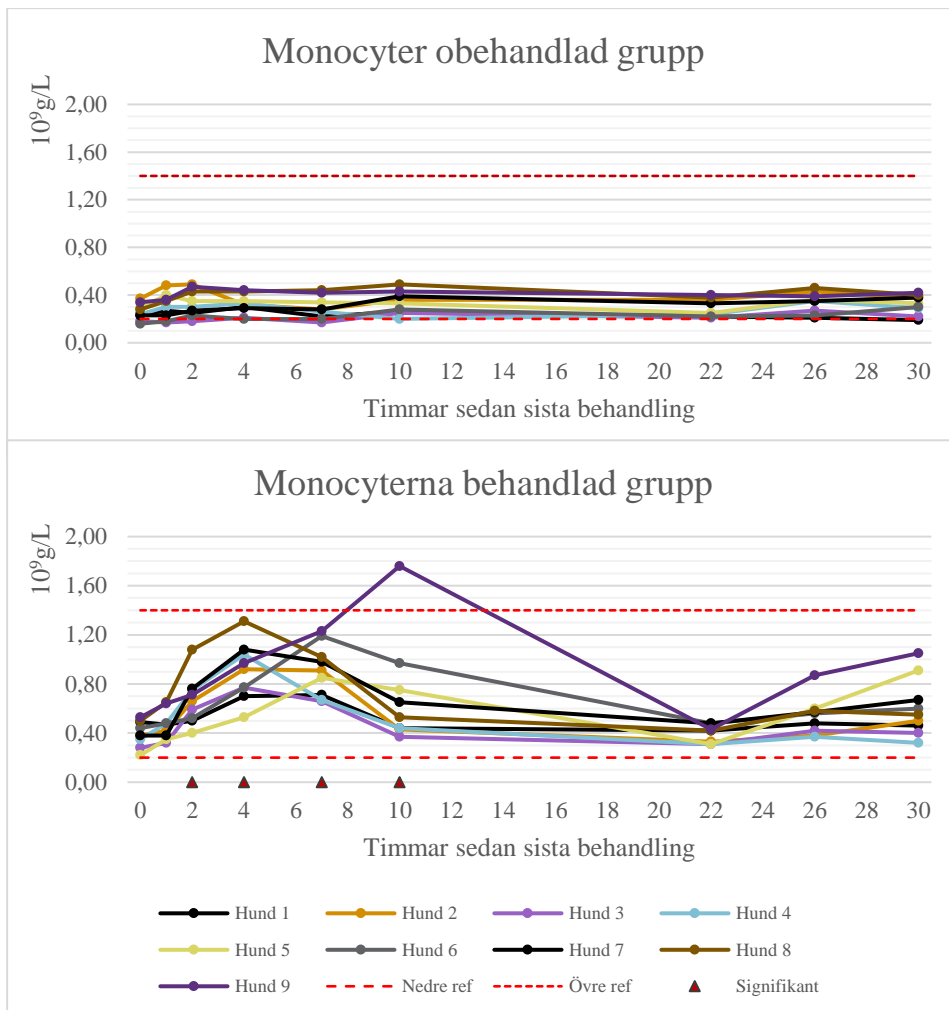 Monocyter obehandlad grupp
10⁹g/L
2,00
1,60
1,20
0,80
0,40
0,00
0 2 4 6 8 10 12 14 16 18 20 22 24 26 28 30
Timmar sedan sista behandling
Monocyterna behandlad grupp
10⁹g/L
2,00
1,60
1,20
0,80
0,40
0,00
0 2 4 6 8 10 12 14 16 18 20 22 24 26 28 30
Timmar sedan sista behandling
Hund 1 Hund 2 Hund 3 Hund 4
Hund 5 Hund 6 Hund 7 Hund 8
Hund 9 Nedre ref Övre ref Signifikant